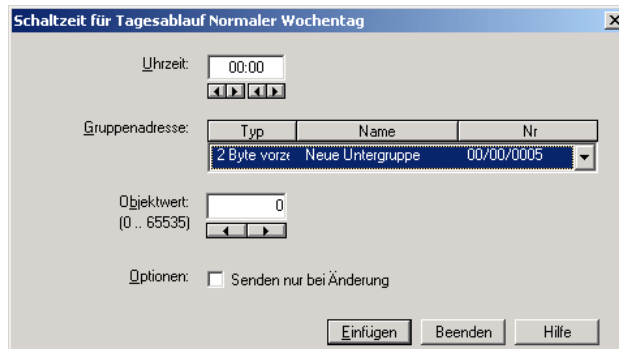 Schaltzeit für Tagesablauf Normaler Wochentag
Uhrzeit: 00:00
Gruppenadresse: Typ Name Nr
2 Byte vorze Neue Untergruppe 00/00/0005
Objektwert: 0
(0 .. 65535)
Optionen: Senden nur bei Änderung
Einfügen Beenden Hilfe